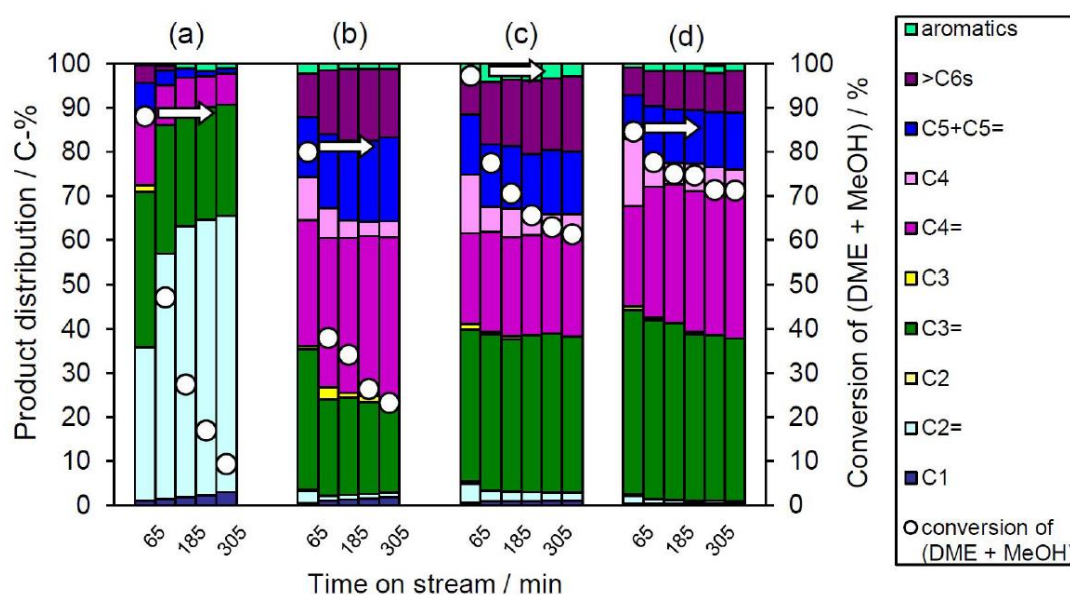 (a)
(b)
(c)
(d)
Product distribution / C-%
100
90
80
70
60
50
40
30
20
10
0
65
185
305
65
185
305
65
185
305
65
185
305
Time on stream / min
100
90
80
70
60
50
40
30
20
10
0
Conversion of (DME + MeOH) / %
aromatics
>C6s
C5+C5=
C4
C4=
C3
C3=
C2
C2=
C1
conversion of
(DME + MeOH)